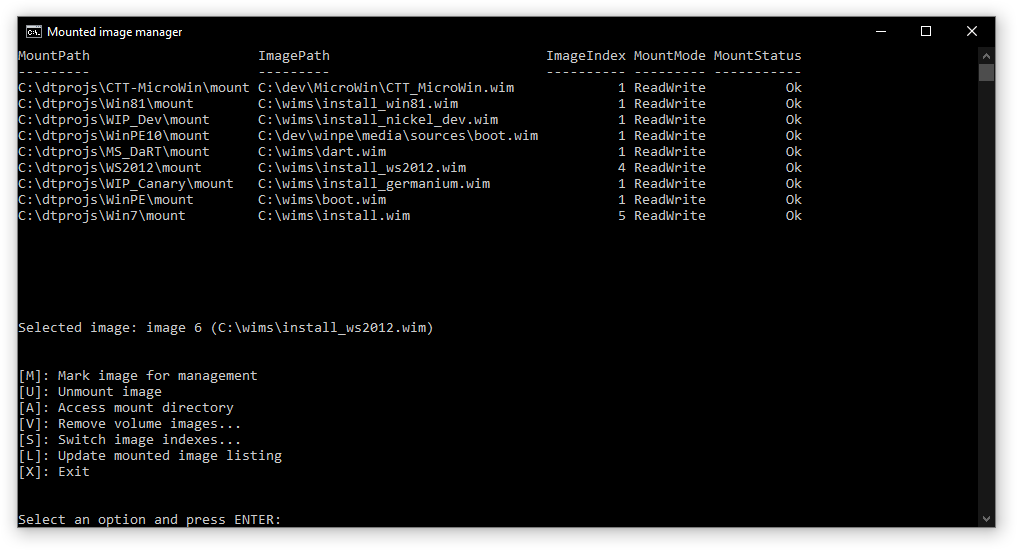 Mounted image manager
MountPath ImagePath ImageIndex MountMode MountStatus
--------- --------- ---------- --------- -----------
C:\dtprojs\CTT-MicroWin\mount C:\dev\MicroWin\CTT_MicroWin.wim 1 ReadWrite Ok
C:\dtprojs\Win81\mount C:\wims\install_win81.wim 1 ReadWrite Ok
C:\dtprojs\WIP_Dev\mount C:\wims\install_nickel_dev.wim 1 ReadWrite Ok
C:\dtprojs\WinPE10\mount C:\dev\winpe\media\sources\boot.wim 1 ReadWrite Ok
C:\dtprojs\MS_DaRT\mount C:\wims\dart.wim 1 ReadWrite Ok
C:\dtprojs\WS2012\mount C:\wims\install_ws2012.wim 4 ReadWrite Ok
C:\dtprojs\WIP_Canary\mount C:\wims\install_germanium.wim 1 ReadWrite Ok
C:\dtprojs\WinPE\mount C:\wims\boot.wim 1 ReadWrite Ok
C:\dtprojs\Win7\mount C:\wims\install.wim 5 ReadWrite Ok
Selected image: image 6 (C:\wims\install_ws2012.wim)
[M]: Mark image for management
[U]: Unmount image
[A]: Access mount directory
[V]: Remove volume images...
[S]: Switch image indexes...
[L]: Update mounted image listing
[X]: Exit
Select an option and press ENTER: